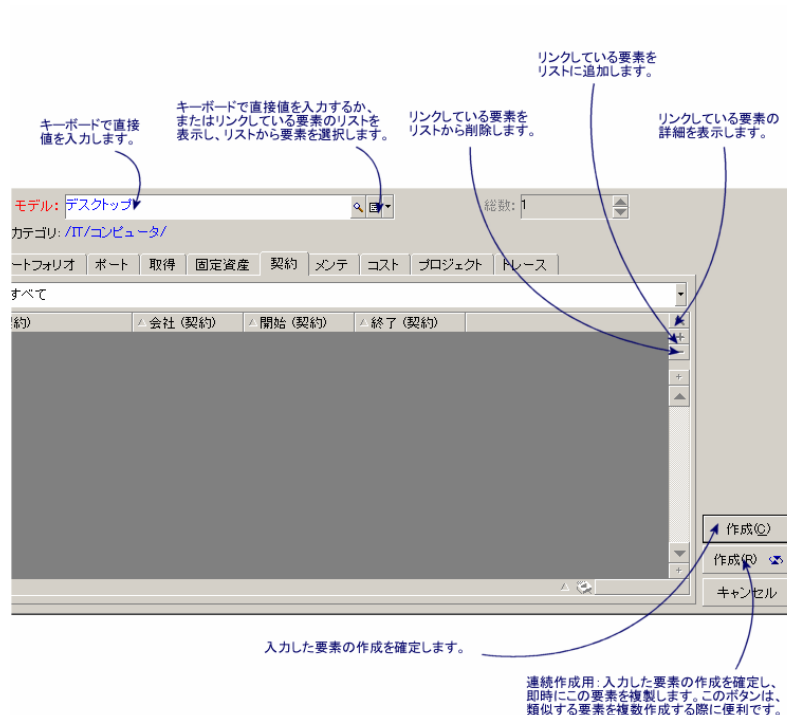 リンクしている要素を
リストに追加します。
キーボードで直接値を入力するか、
またはリンクしている要素のリストを
表示し、リストから要素を選択します。
リンクしている要素を
リストから削除します。
リンクしている要素の
詳細を表示します。
キーボードで直接
値を入力します。
モデル: デスクトップ 総数: 1
カテゴリ: /IT/コンピュータ/
ートフォリオ ポート 取得 固定資産 契約 メンテ コスト プロジェクト トレース
すべて
約) 会社 (契約) 開始 (契約) 終了 (契約)
作成(C)
作成(R)
キャンセル
入力した要素の作成を確定します。
連続作成用: 入力した要素の作成を確定し、
即時にこの要素を複製します。このボタンは、
類似する要素を複数作成する際に便利です。